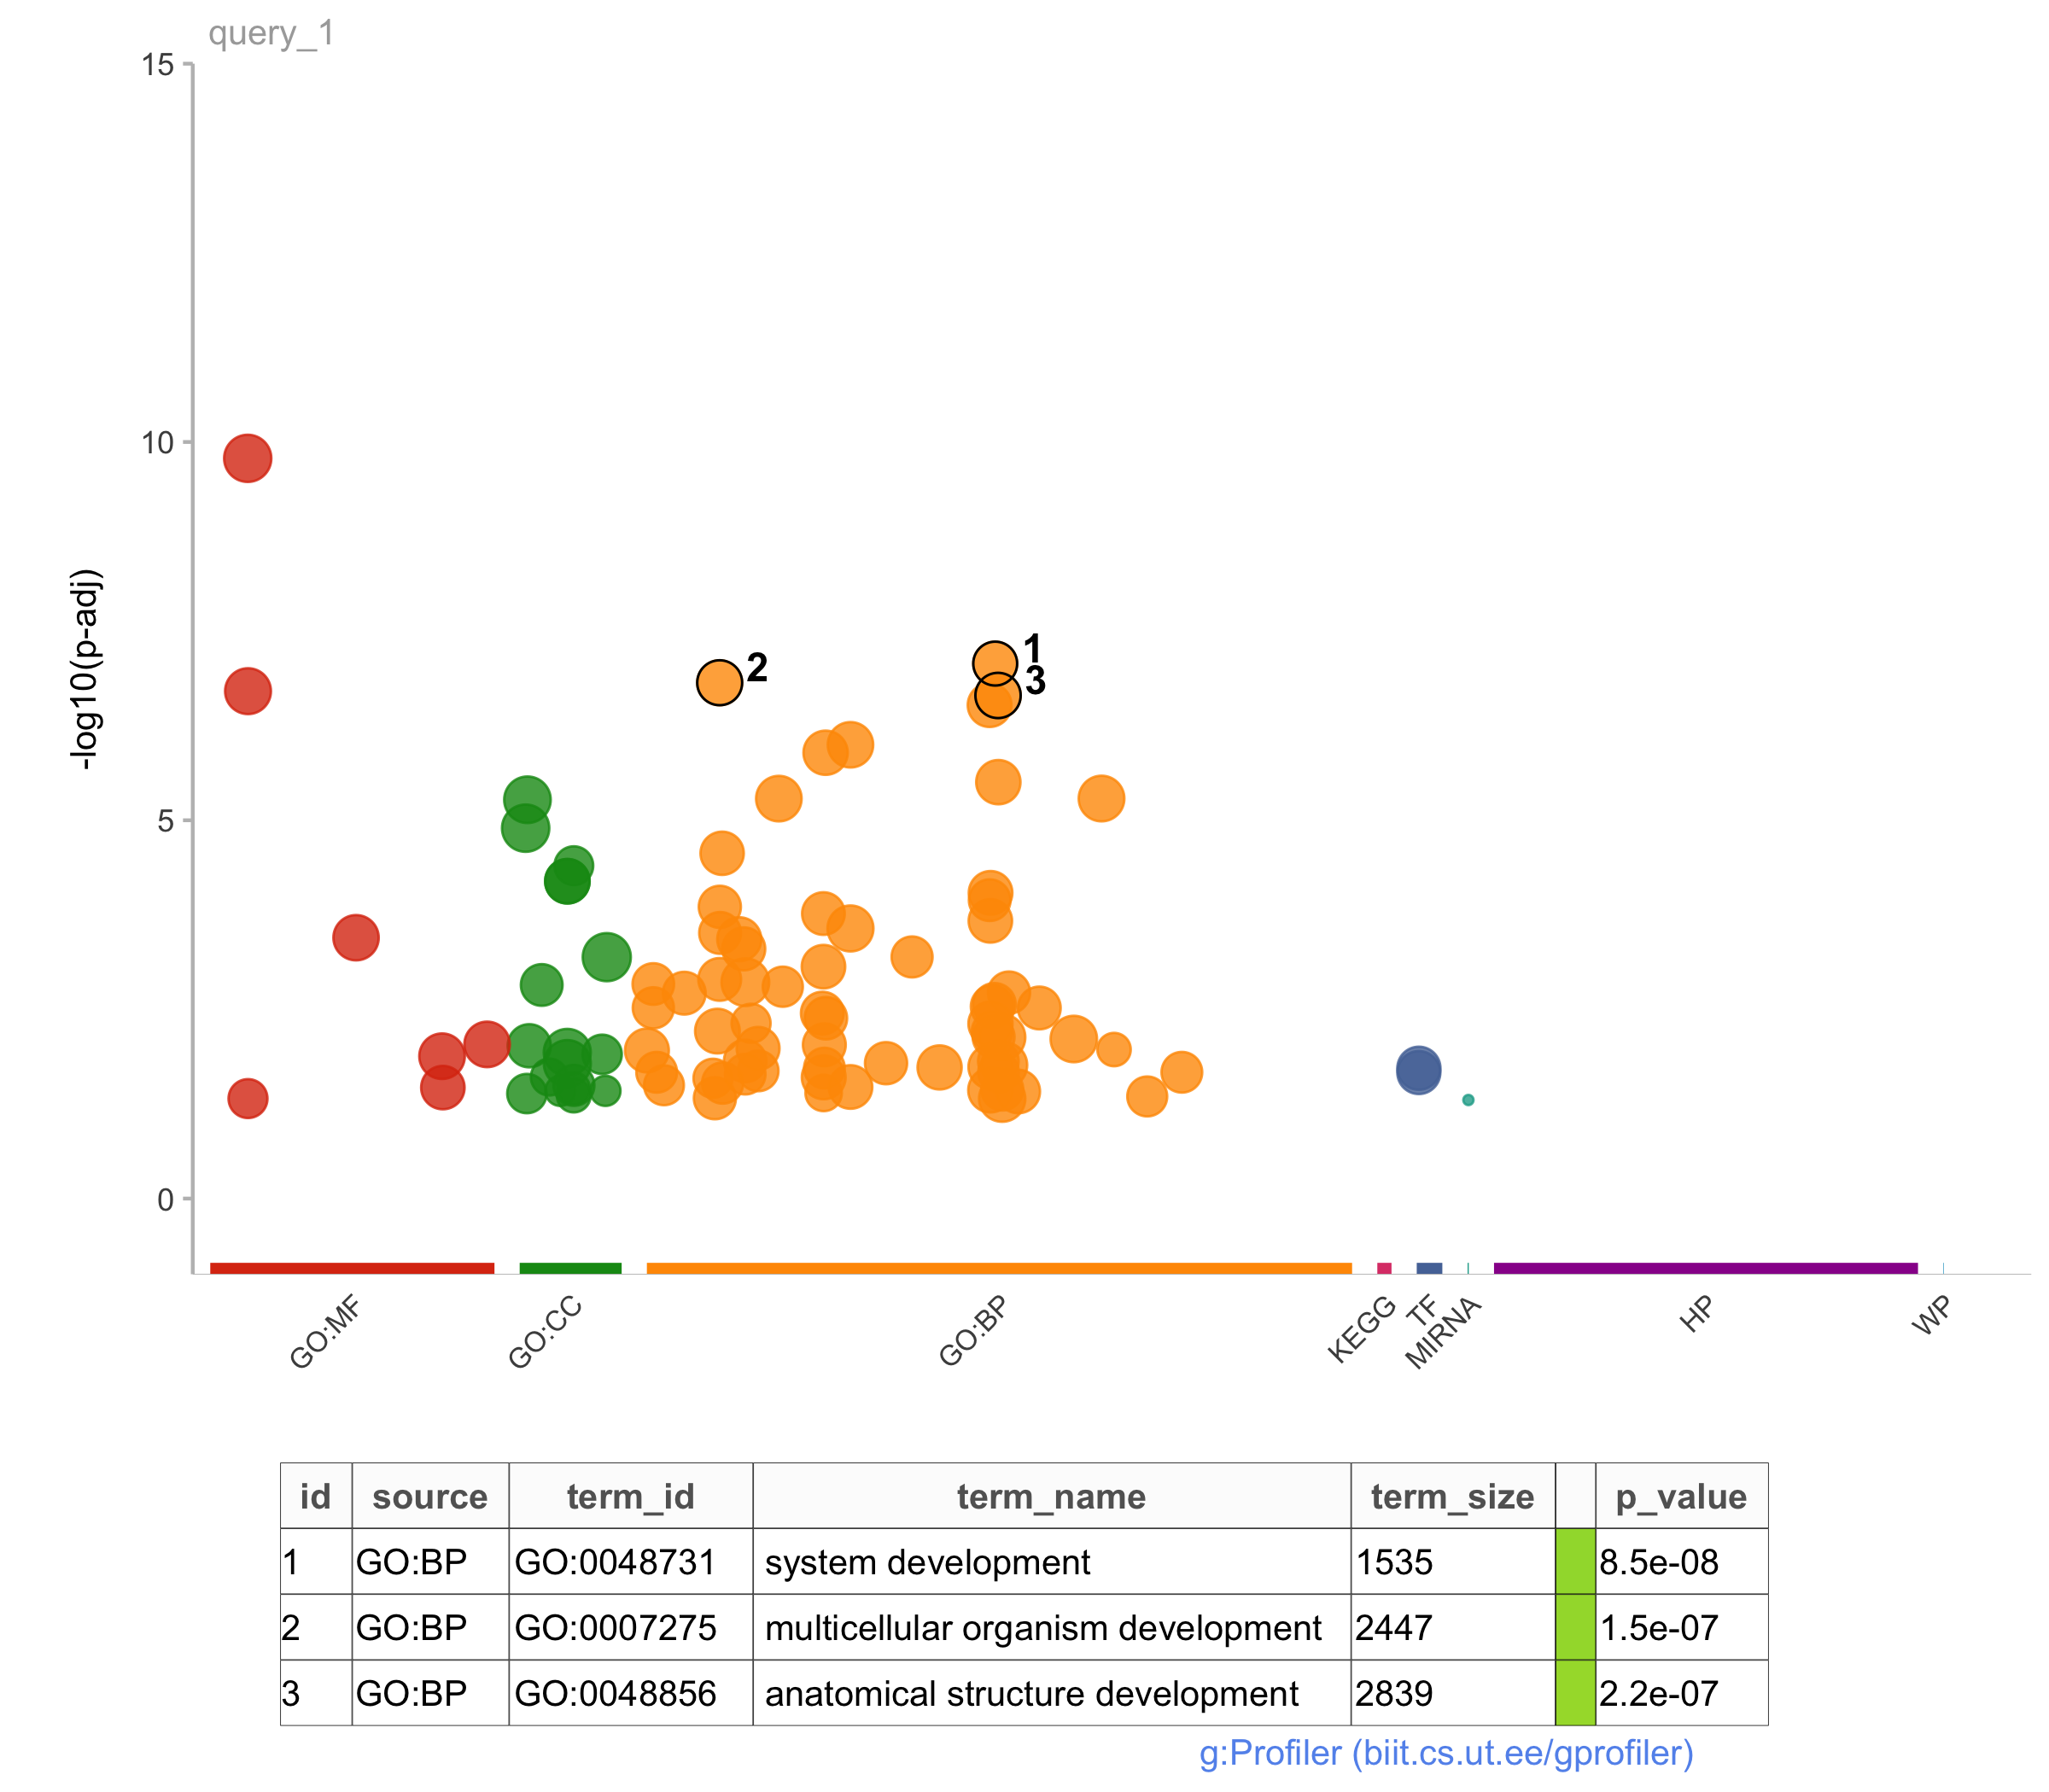 query_1
15
10
5
0
-log10(p-adj)
1
2
3
GO:MF
GO:CC
GO:BP
KEGG
TF
MIRNA
HP
WP
id source term_id term_name term_size p_value
1 GO:BP GO:0048731 system development 1535 8.5e-08
2 GO:BP GO:0007275 multicellular organism development 2447 1.5e-07
3 GO:BP GO:0048856 anatomical structure development 2839 2.2e-07
g:Profiler (biit.cs.ut.ee/gprofiler)